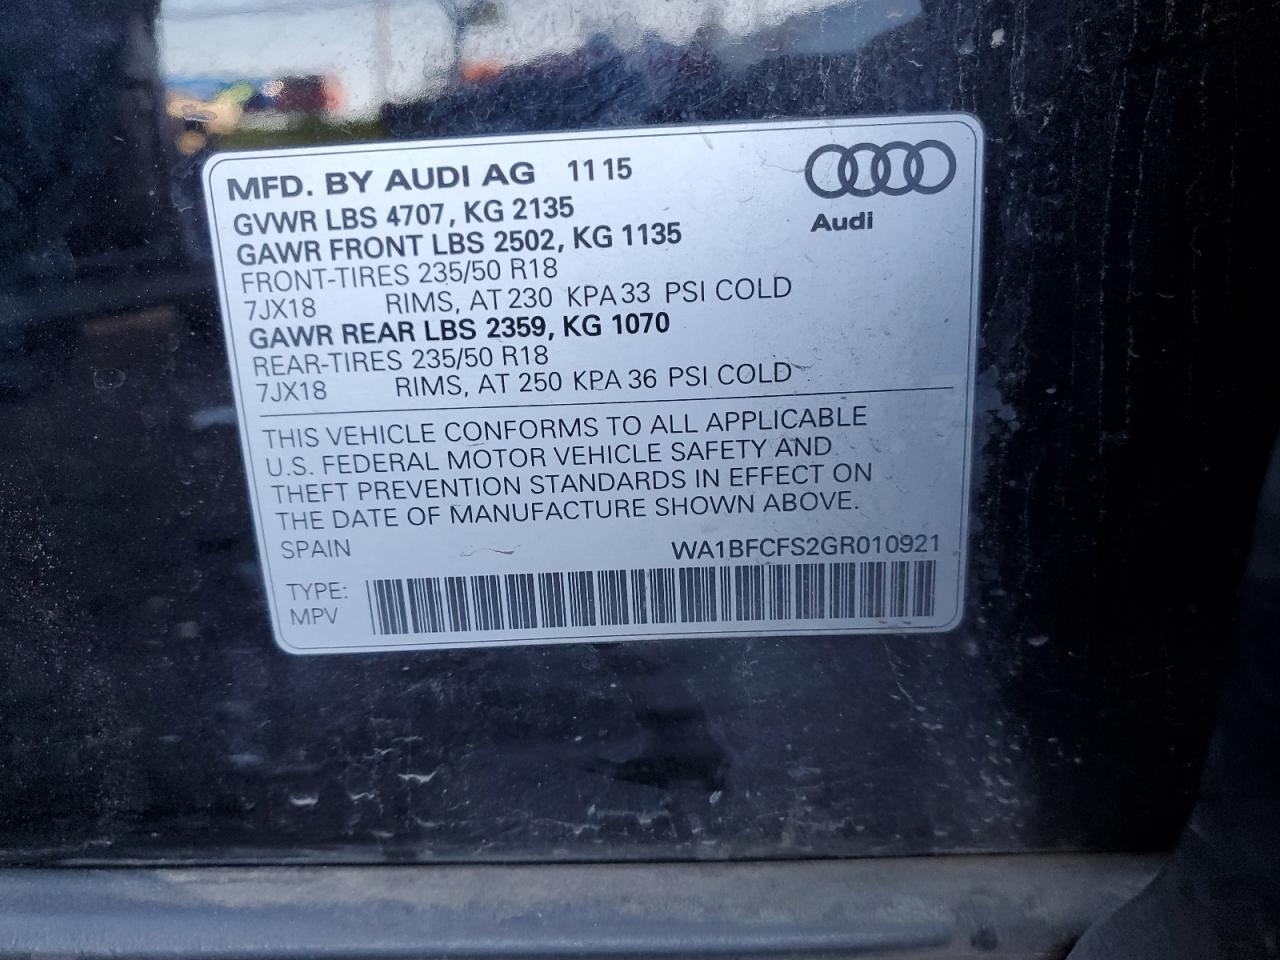 MFD. BY AUDI AG 11 15
GVWR LBS 4707, KG 2135
GAWR FRONT LBS 2502, KG 1135
FRONT-TIRES 235/50 R18
7JX18 RIMS, AT 230 KPA 33 PSI COLD
GAWR REAR LBS 2359, KG 1070
REAR-TIRES 235/50 R18
7JX18 RIMS, AT 250 KPA 36 PSI COLD
Audi
THIS VEHICLE CONFORMS TO ALL APPLICABLE
U.S. FEDERAL MOTOR VEHICLE SAFETY AND
THEFT PREVENTION STANDARDS IN EFFECT ON
THE DATE OF MANUFACTURE SHOWN ABOVE.
SPAIN WA1BFCFS2GR010921
TYPE:
MPV